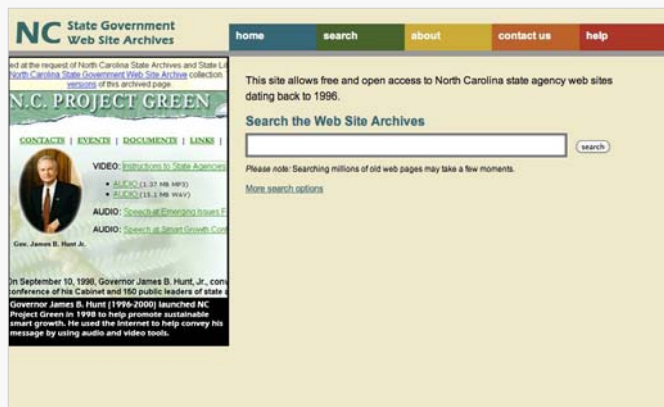 NC State Government
Web Site Archives
home
search
about
contact us
help
ed at the request of North Carolina State Archives and State Li
North Carolina State Government Web Site Archive collection.
versions of this archived page.
N.C. PROJECT GREEN
CONTACTS | EVENTS | DOCUMENTS | LINKS |
VIDEO: Instructions to State Agencies
• AUDIO (1.37 MB MP3)
• AUDIO (15.1 MB WAV)
AUDIO: Speech at Emerging Issues F
AUDIO: Speech at Smart Growth Con
Gov. James B. Hunt Jr.
On September 10, 1998, Governor James B. Hunt, Jr., conv
conference of his Cabinet and 150 public leaders of state
Governor James B. Hunt (1996-2000) launched NC
Project Green in 1998 to help promote sustainable
smart growth. He used the Internet to help convey his
message by using audio and video tools.
This site allows free and open access to North Carolina state agency web sites
dating back to 1996.
Search the Web Site Archives
search
Please note: Searching millions of old web pages may take a few moments.
More search options